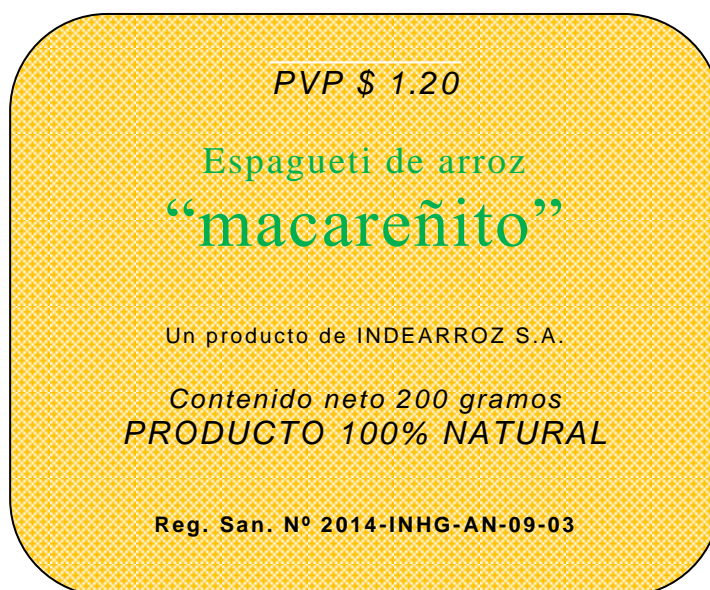 PVP $ 1.20
Espagueti de arroz
“macareñito”
Un producto de INDEARROZ S.A.
Contenido neto 200 gramos
PRODUCTO 100% NATURAL
Reg. San. Nº 2014-INHG-AN-09-03